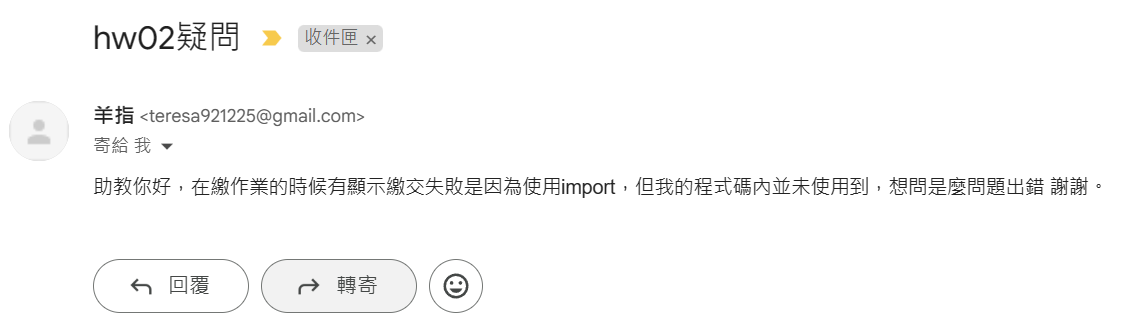 hw02疑問 收件匣 ×
羊指 <teresa921225@gmail.com>
寄給 我
助教你好，在繳作業的時候有顯示繳交失敗是因為使用import，但我的程式碼內並未使用到，想問是麼問題出錯 謝謝。
回覆 轉寄